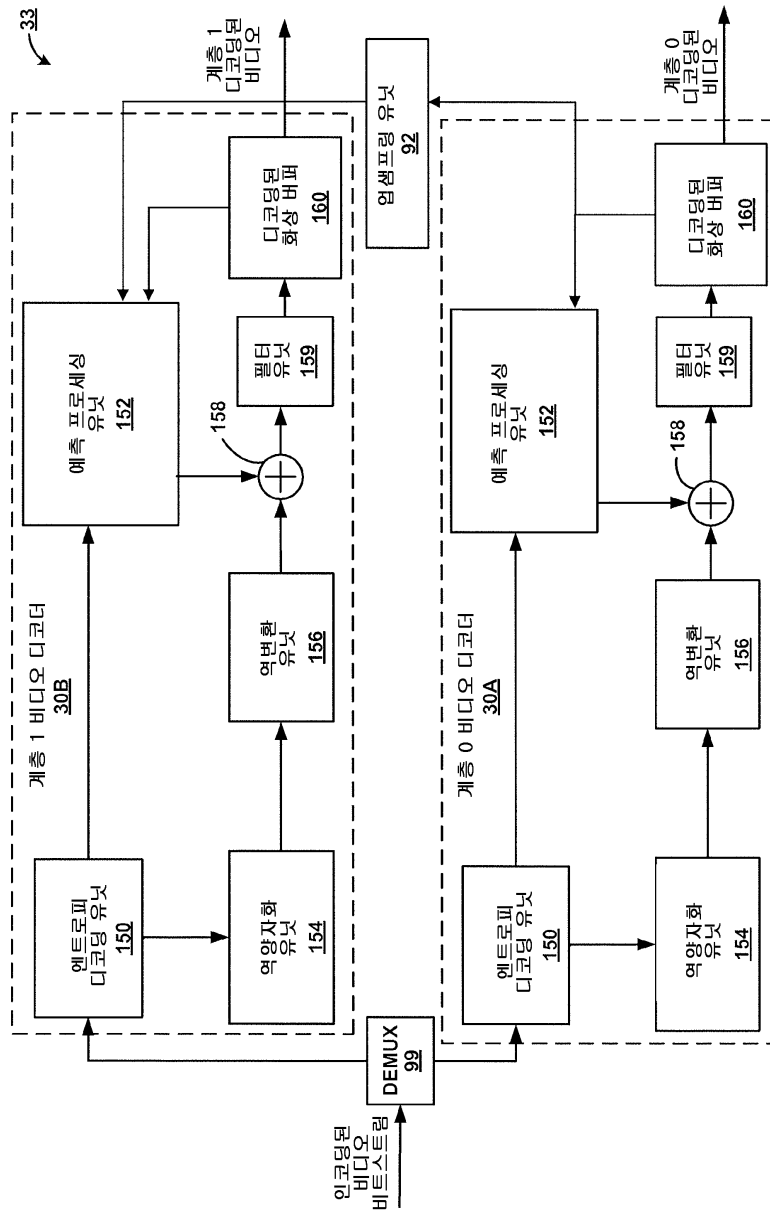 33
계층 1
디코딩된
비디오
계층 1 비디오 디코더
30B
엔트로피
디코딩 유닛
150
예측 프로세싱
유닛
152
역양자화
유닛
154
역변환
유닛
156
158
필터
유닛
159
디코딩된
화상 버퍼
160
인코딩된
비디오
비트스트림
DEMUX
99
업샘프링 유닛
92
계층 0
디코딩된
비디오
계층 0 비디오 디코더
30A
엔트로피
디코딩 유닛
150
예측 프로세싱
유닛
152
역양자화
유닛
154
역변환
유닛
156
158
필터
유닛
159
디코딩된
화상 버퍼
160